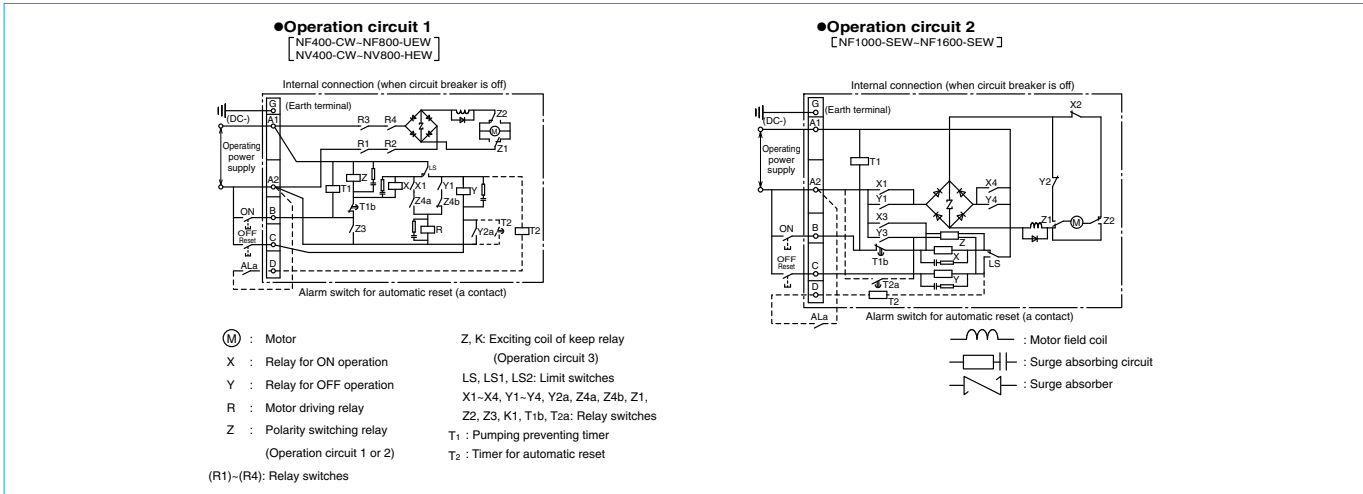 ●Operation circuit 1
[NF400-CW~NF800-UEW
NV400-CW~NV800-HEW]
Internal connection (when circuit breaker is off)
G
(Earth terminal)
(DC-)
A1
R3
R4
Z
Z2
M
Z1
R1
R2
Operating
power
supply
LS
A2
T1
Z
X
X1
Y1
Y
T1b
Z4a
Z4b
ON
B
T2
Z3
R
Y2a
T2
OFF
Reset
C
ALa
D
Alarm switch for automatic reset (a contact)
●Operation circuit 2
[NF1000-SEW~NF1600-SEW]
Internal connection (when circuit breaker is off)
G
(Earth terminal)
(DC-)
A1
X2
Operating
power
supply
T1
A2
X1
Y1
Z
X4
Y4
Y2
X3
Y3
Z1
M
Z2
ON
B
Z
T1b
X
LS
OFF
Reset
C
Y
D
T2a
T2
ALa
Alarm switch for automatic reset (a contact)
M : Motor
X : Relay for ON operation
Y : Relay for OFF operation
R : Motor driving relay
Z : Polarity switching relay
(Operation circuit 1 or 2)
(R1)~(R4): Relay switches
Z, K: Exciting coil of keep relay
(Operation circuit 3)
LS, LS1, LS2: Limit switches
X1~X4, Y1~Y4, Y2a, Z4a, Z4b, Z1,
Z2, Z3, K1, T1b, T2a: Relay switches
T1 : Pumping preventing timer
T2 : Timer for automatic reset
: Motor field coil
: Surge absorbing circuit
: Surge absorber